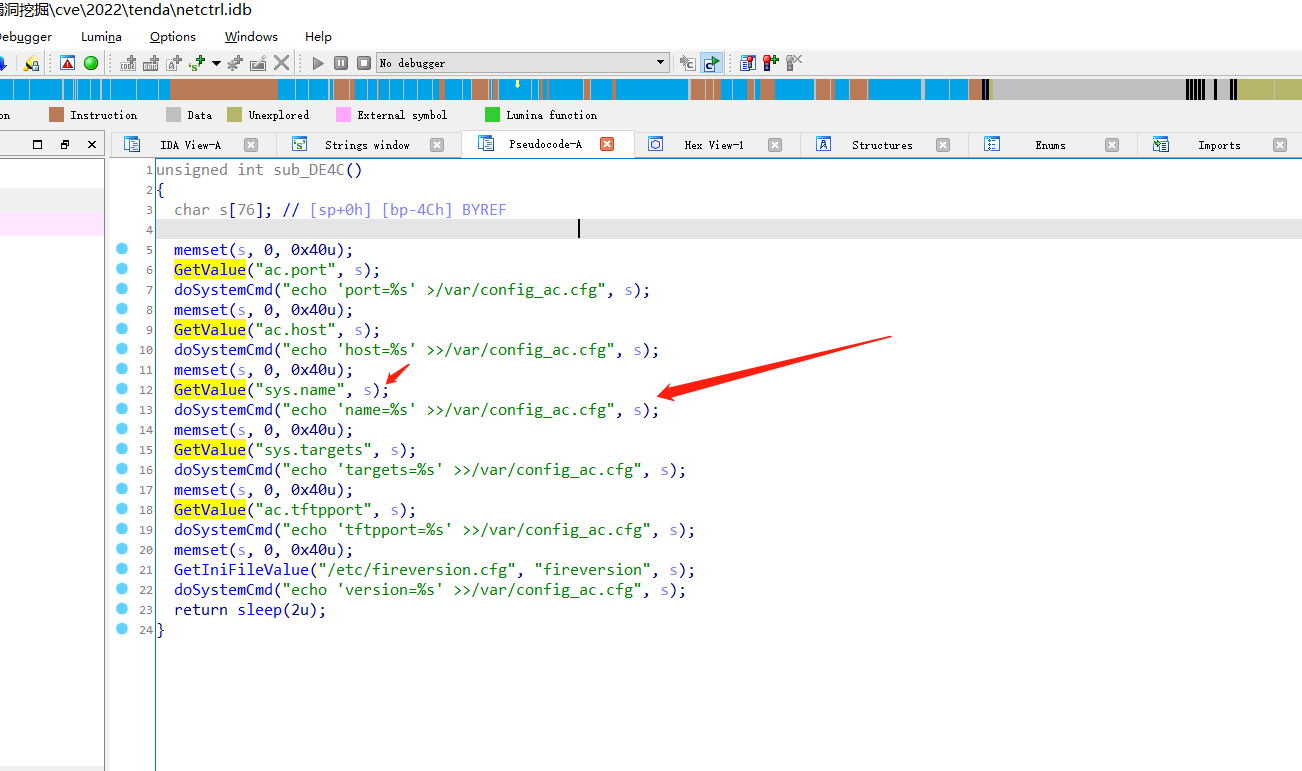 漏洞挖掘\cve\2022\tenda\netctrl.idb
Debugger Lumina Options Windows Help
No debugger
on Instruction Data Unexplored External symbol Lumina function
IDA View-A Strings window Pseudocode-A Hex View-1 Structures Enums Imports
1 unsigned int sub_DE4C()
2 {
3 char s[76]; // [sp+0h] [bp-4Ch] BYREF
4
5 memset(s, 0, 0x40u);
6 GetValue("ac.port", s);
7 doSystemCmd("echo 'port=%s' >/var/config_ac.cfg", s);
8 memset(s, 0, 0x40u);
9 GetValue("ac.host", s);
10 doSystemCmd("echo 'host=%s' >>/var/config_ac.cfg", s);
11 memset(s, 0, 0x40u);
12 GetValue("sys.name", s);
13 doSystemCmd("echo 'name=%s' >>/var/config_ac.cfg", s);
14 memset(s, 0, 0x40u);
15 GetValue("sys.targets", s);
16 doSystemCmd("echo 'targets=%s' >>/var/config_ac.cfg", s);
17 memset(s, 0, 0x40u);
18 GetValue("ac.tftpport", s);
19 doSystemCmd("echo 'tftpport=%s' >>/var/config_ac.cfg", s);
20 memset(s, 0, 0x40u);
21 GetIniFileValue("/etc/fireversion.cfg", "fireversion", s);
22 doSystemCmd("echo 'version=%s' >>/var/config_ac.cfg", s);
23 return sleep(2u);
24 }